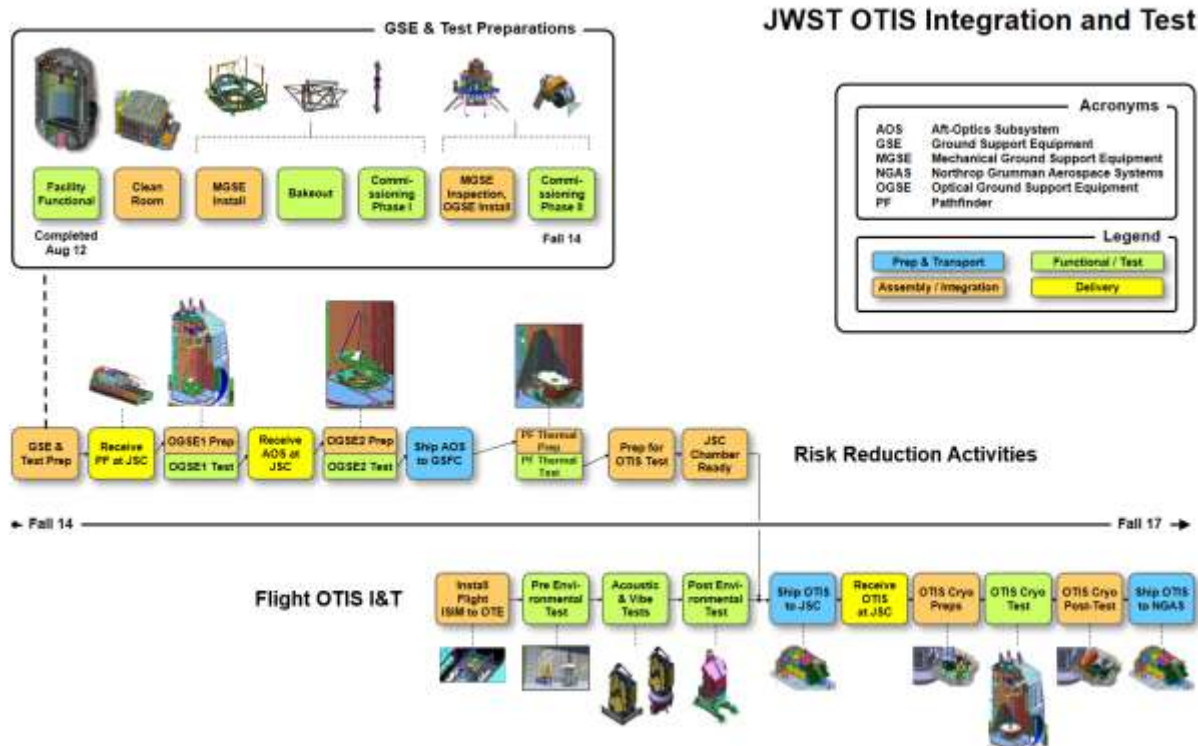 JWST OTIS Integration and Test
GSE & Test Preparations
Facility
Functional
Clean
Room
MGSE
Install
Bakeout
Commi-
ssioning
Phase I
MGSE
Inspection,
OGSE Install
Commi-
ssioning
Phase II
Completed
Aug 12
Fall 14
Acronyms
AOS Aft-Optics Subsystem
GSE Ground Support Equipment
MGSE Mechanical Ground Support Equipment
NGAS Northrop Grumman Aerospace Systems
OGSE Optical Ground Support Equipment
PF Pathfinder
Legend
Prep & Transport
Functional / Test
Assembly / Integration
Delivery
GSE &
Test Prep
Receive
PF at JSC
OGSE1 Prep
OGSE1 Test
Receive
AOS at
JSC
OGSE2 Prep
OGSE2 Test
Ship AOS
to GSFC
PF Thermal
Prep
PF Thermal
Test
Prep for
OTIS Test
JSC
Chamber
Ready
Risk Reduction Activities
Fall 14
Fall 17
Flight OTIS I&T
Install
Flight
ISIM to OTE
Pre Envi-
ronmental
Test
Acoustic
& Vibe
Tests
Post Envi-
ronmental
Test
Ship OTIS
to JSC
Receive
OTIS
at JSC
OTIS Cryo
Preps
OTIS Cryo
Test
OTIS Cryo
Post-Test
Ship OTIS
to NGAS